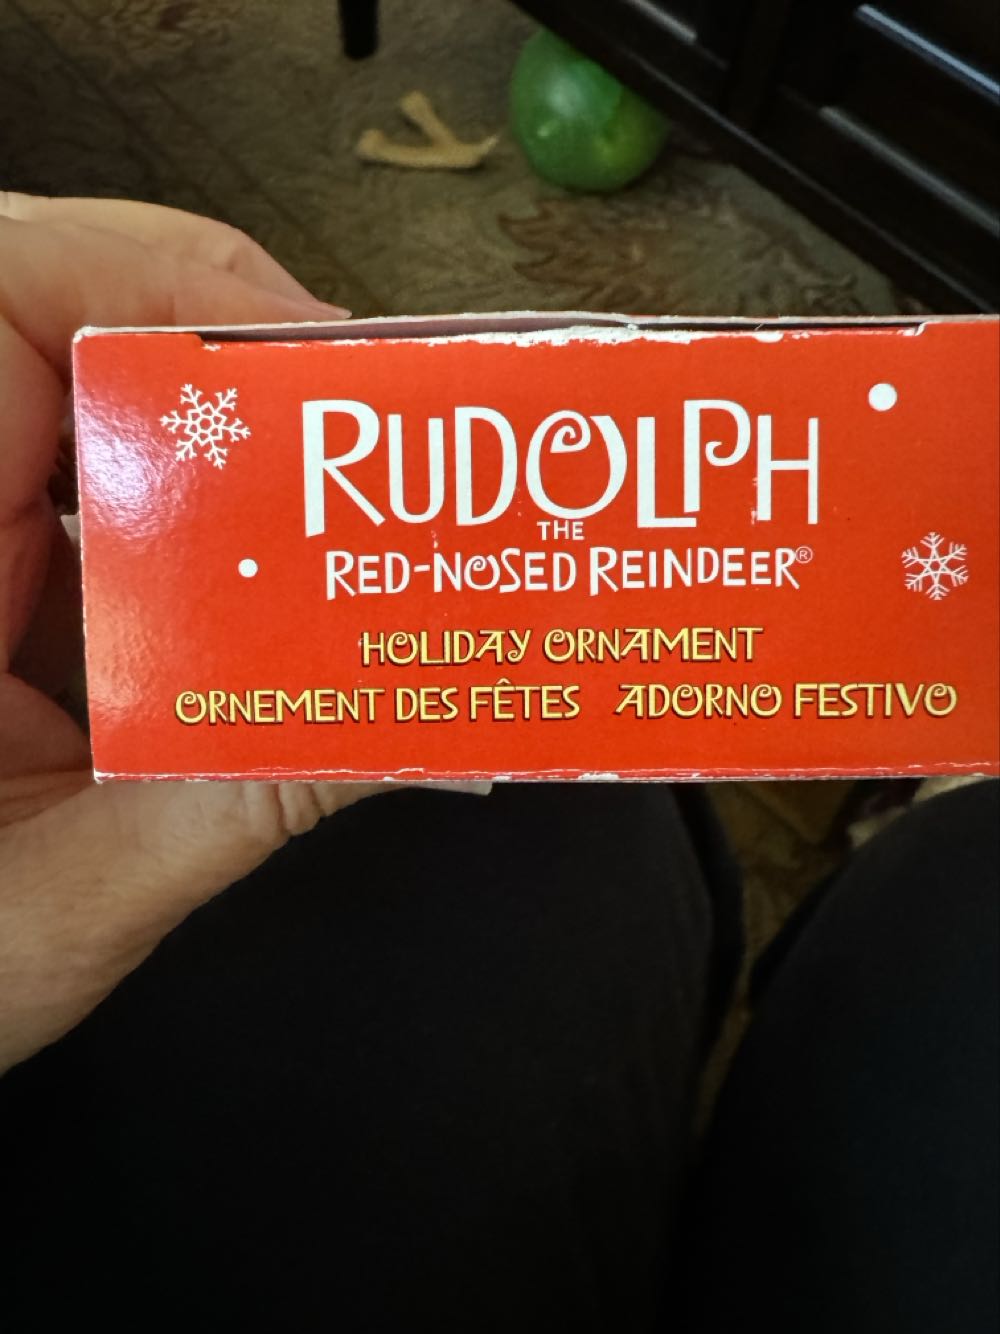 RUDOLPH
THE
RED-NOSED REINDEER®
HOLIDAY ORNAMENT
ORNEMENT DES FÊTES ADORNO FESTIVO